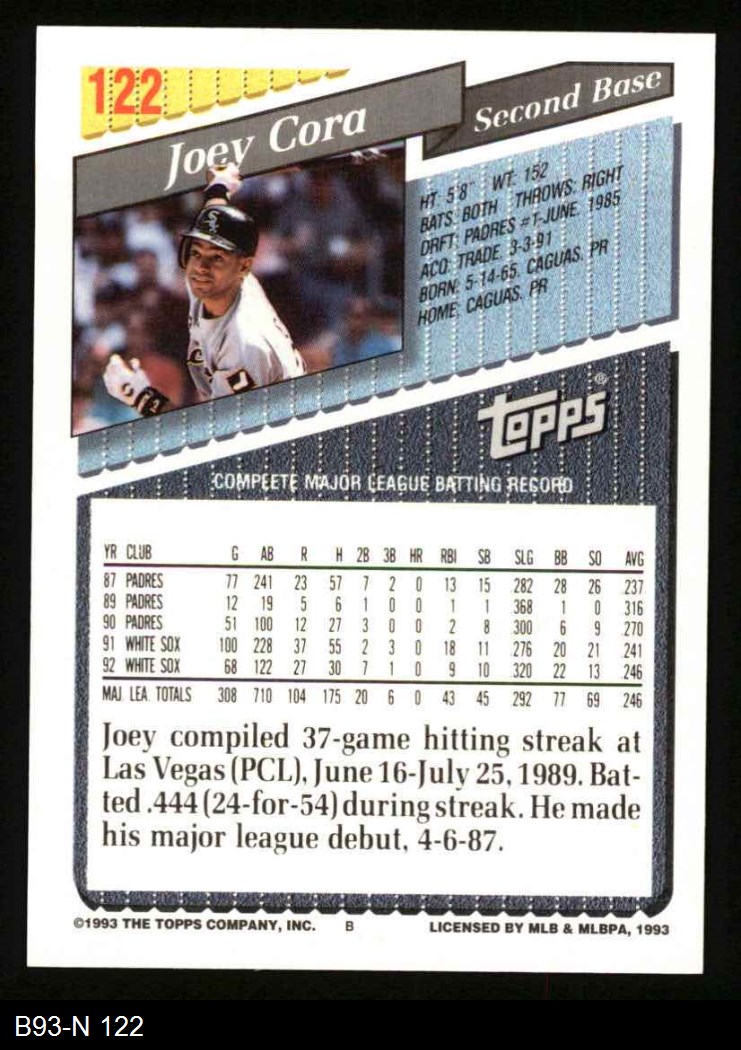 122
Joey Cora
Second Base
HT: 5'8" WT: 152
BATS: BOTH THROWS: RIGHT
DRFT: PADRES #1-JUNE, 1985
ACQ: TRADE, 3-3-91
BORN: 5-14-65, CAGUAS, PR
HOME: CAGUAS, PR
topps®
COMPLETE MAJOR LEAGUE BATTING RECORD
YR CLUB G AB R H 2B 3B HR RBI SB SLG BB SO AVG
87 PADRES 77 241 23 57 7 2 0 13 15 .282 28 26 .237
89 PADRES 12 19 5 6 1 0 0 1 1 .368 1 0 .316
90 PADRES 51 100 12 27 3 0 0 2 8 .300 6 9 .270
91 WHITE SOX 100 228 37 55 2 3 0 18 11 .276 20 21 .241
92 WHITE SOX 68 122 27 30 7 1 0 9 10 .320 22 13 .246
MAJ. LEA. TOTALS 308 710 104 175 20 6 0 43 45 .292 77 69 .246
Joey compiled 37-game hitting streak at
Las Vegas (PCL), June 16-July 25, 1989. Bat-
ted .444 (24-for-54) during streak. He made
his major league debut, 4-6-87.
©1993 THE TOPPS COMPANY, INC. B LICENSED BY MLB & MLBPA, 1993
B93-N 122